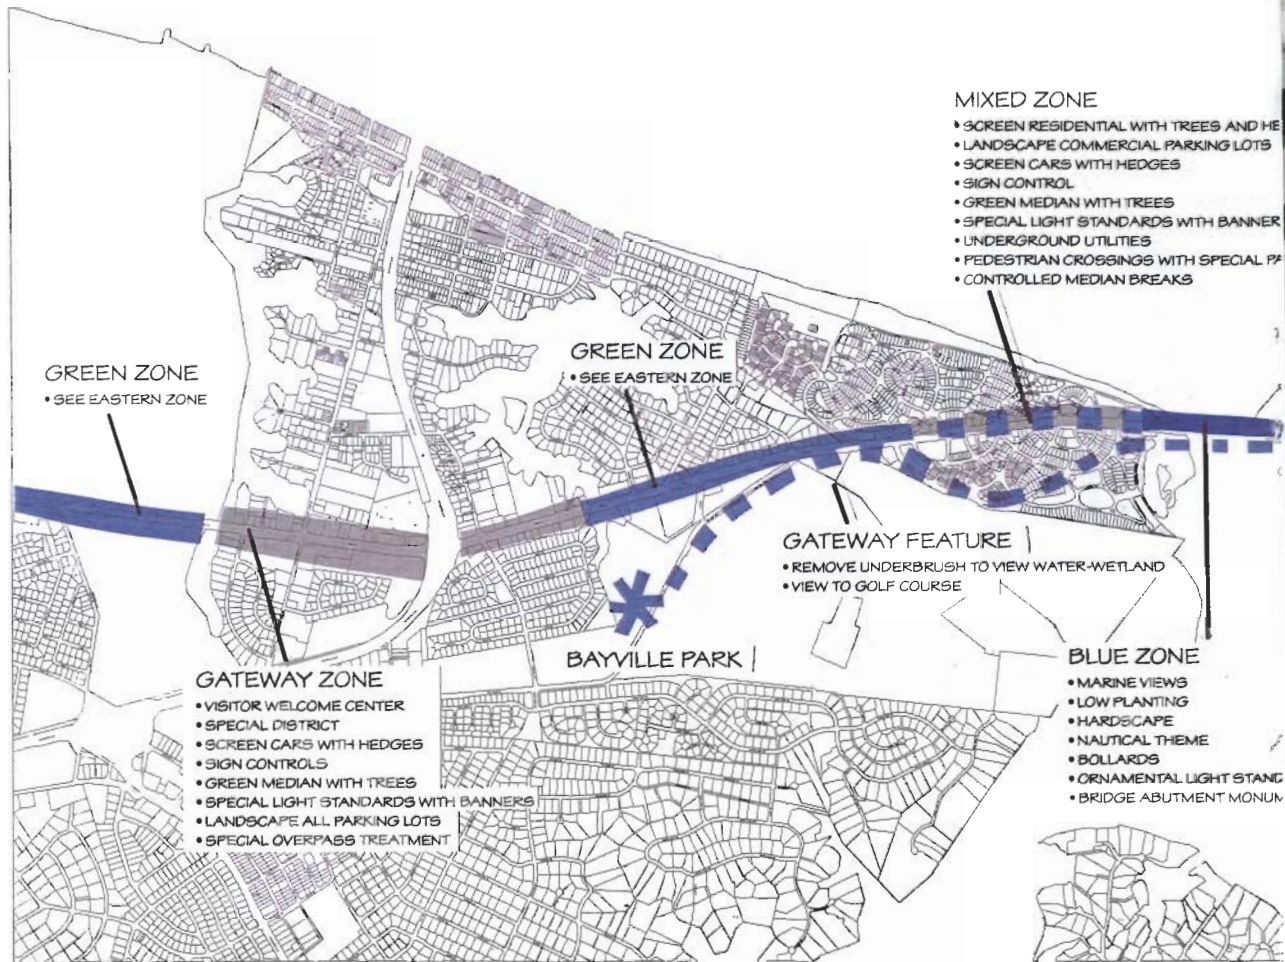 MIXED ZONE
• SCREEN RESIDENTIAL WITH TREES AND HE
• LANDSCAPE COMMERCIAL PARKING LOTS
• SCREEN CARS WITH HEDGES
• SIGN CONTROL
• GREEN MEDIAN WITH TREES
• SPECIAL LIGHT STANDARDS WITH BANNER
• UNDERGROUND UTILITIES
• PEDESTRIAN CROSSINGS WITH SPECIAL PA
• CONTROLLED MEDIAN BREAKS
GREEN ZONE
• SEE EASTERN ZONE
GREEN ZONE
• SEE EASTERN ZONE
GATEWAY FEATURE
• REMOVE UNDERBRUSH TO VIEW WATER-WETLAND
• VIEW TO GOLF COURSE
BAYVILLE PARK
GATEWAY ZONE
• VISITOR WELCOME CENTER
• SPECIAL DISTRICT
• SCREEN CARS WITH HEDGES
• SIGN CONTROLS
• GREEN MEDIAN WITH TREES
• SPECIAL LIGHT STANDARDS WITH BANNERS
• LANDSCAPE ALL PARKING LOTS
• SPECIAL OVERPASS TREATMENT
BLUE ZONE
• MARINE VIEWS
• LOW PLANTING
• HARDSCAPE
• NAUTICAL THEME
• BOLLARDS
• ORNAMENTAL LIGHT STAND
• BRIDGE ABUTMENT MONUM